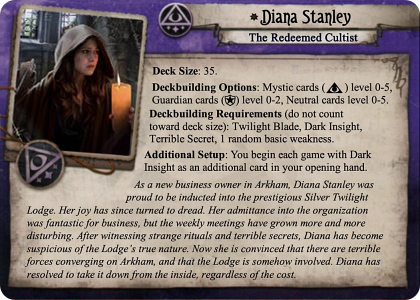 *Diana Stanley
The Redeemed Cultist
Deck Size: 35.
Deckbuilding Options: Mystic cards ( ) level 0-5,
Guardian cards ( ) level 0-2, Neutral cards level 0-5.
Deckbuilding Requirements (do not count
toward deck size): Twilight Blade, Dark Insight,
Terrible Secret, 1 random basic weakness.
Additional Setup: You begin each game with Dark
Insight as an additional card in your opening hand.
As a new business owner in Arkham, Diana Stanley was
proud to be inducted into the prestigious Silver Twilight
Lodge. Her joy has since turned to dread. Her admittance into the organization
was fantastic for business, but the weekly meetings have grown more and more
disturbing. After witnessing strange rituals and terrible secrets, Diana has become
suspicious of the Lodge's true nature. Now she is convinced that there are terrible
forces converging on Arkham, and that the Lodge is somehow involved. Diana has
resolved to take it down from the inside, regardless of the cost.